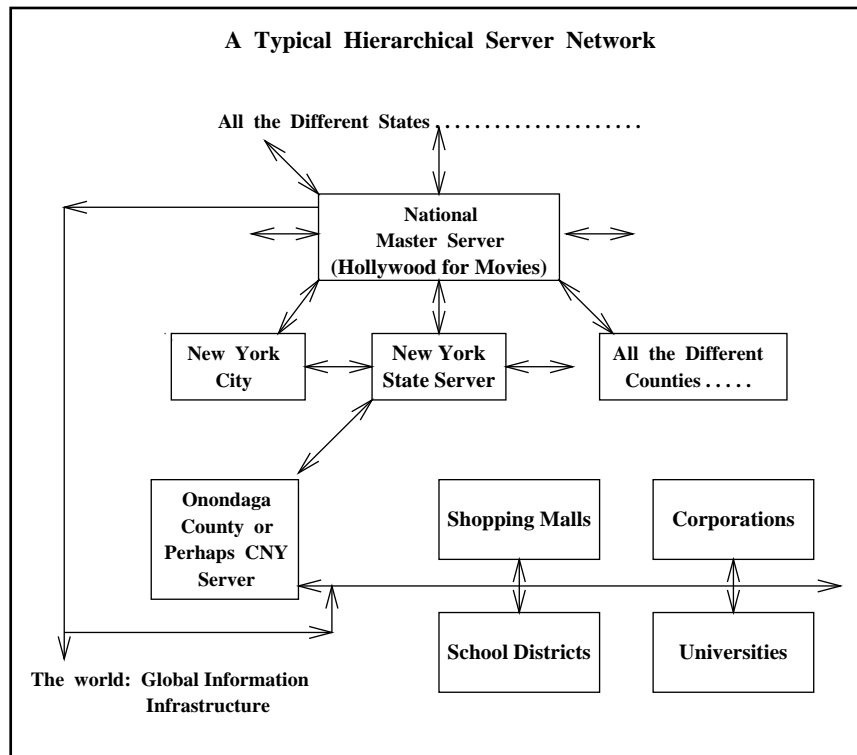 A Typical Hierarchical Server Network
All the Different States . . . . . . . . . . . . . . . . . . . . .
National
Master Server
(Hollywood for Movies)
New York
City
New York
State Server
All the Different
Counties . . . . .
Onondaga
County or
Perhaps CNY
Server
Shopping Malls
Corporations
School Districts
Universities
The world: Global Information
Infrastructure